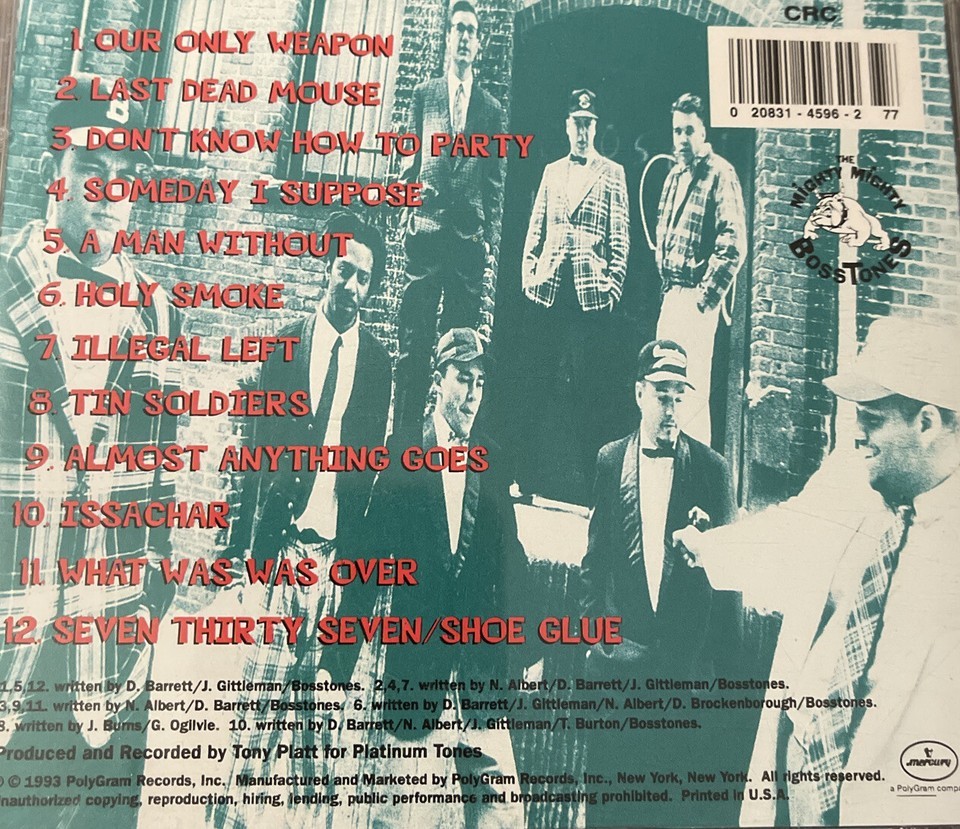 CRC
1. OUR ONLY WEAPON
2. LAST DEAD MOUSE
3. DON'T KNOW HOW TO PARTY
4. SOMEDAY I SUPPOSE
5. A MAN WITHOUT
6. HOLY SMOKE
7. ILLEGAL LEFT
8. TIN SOLDIERS
9. ALMOST ANYTHING GOES
10. ISSACHAR
11. WHAT WAS WAS OVER
12. SEVEN THIRTY SEVEN/SHOE GLUE
0 20831-4596-2 77
THE
MIGHTY MIGHTY
BOSSTONES
1,5,12. written by D. Barrett/J. Gittleman/Bosstones. 2,4,7. written by N. Albert/D. Barrett/J. Gittleman/Bosstones.
3,9,11. written by N. Albert/D. Barrett/Bosstones. 6. written by D. Barrett/J. Gittleman/N. Albert/D. Brockenborough/Bosstones.
8. written by J. Burns/G. Ogilvie. 10. written by D. Barrett/N. Albert/J. Gittleman/T. Burton/Bosstones.
Produced and Recorded by Tony Platt for Platinum Tones
℗ © 1993 PolyGram Records, Inc. Manufactured and Marketed by PolyGram Records, Inc., New York, New York. All rights reserved.
Unauthorized copying, reproduction, hiring, lending, public performance and broadcasting prohibited. Printed in U.S.A.
mercury
a PolyGram compa